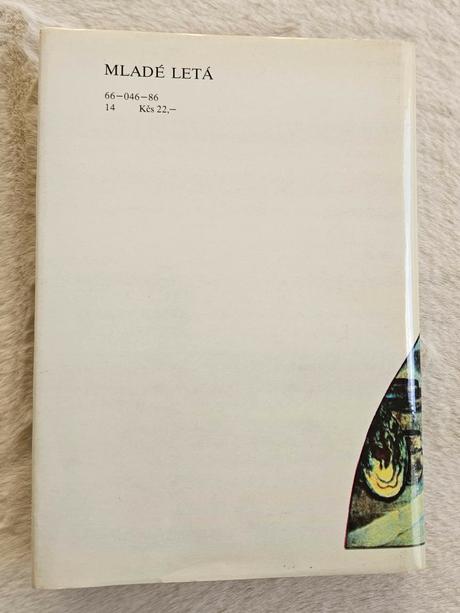 MLADÉ LETÁ
66—046—86
14 Kčs 22,—